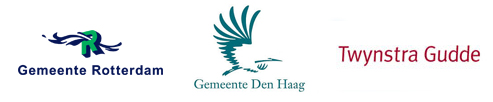 R
Gemeente Rotterdam
Gemeente Den Haag
Twynstra Gudde